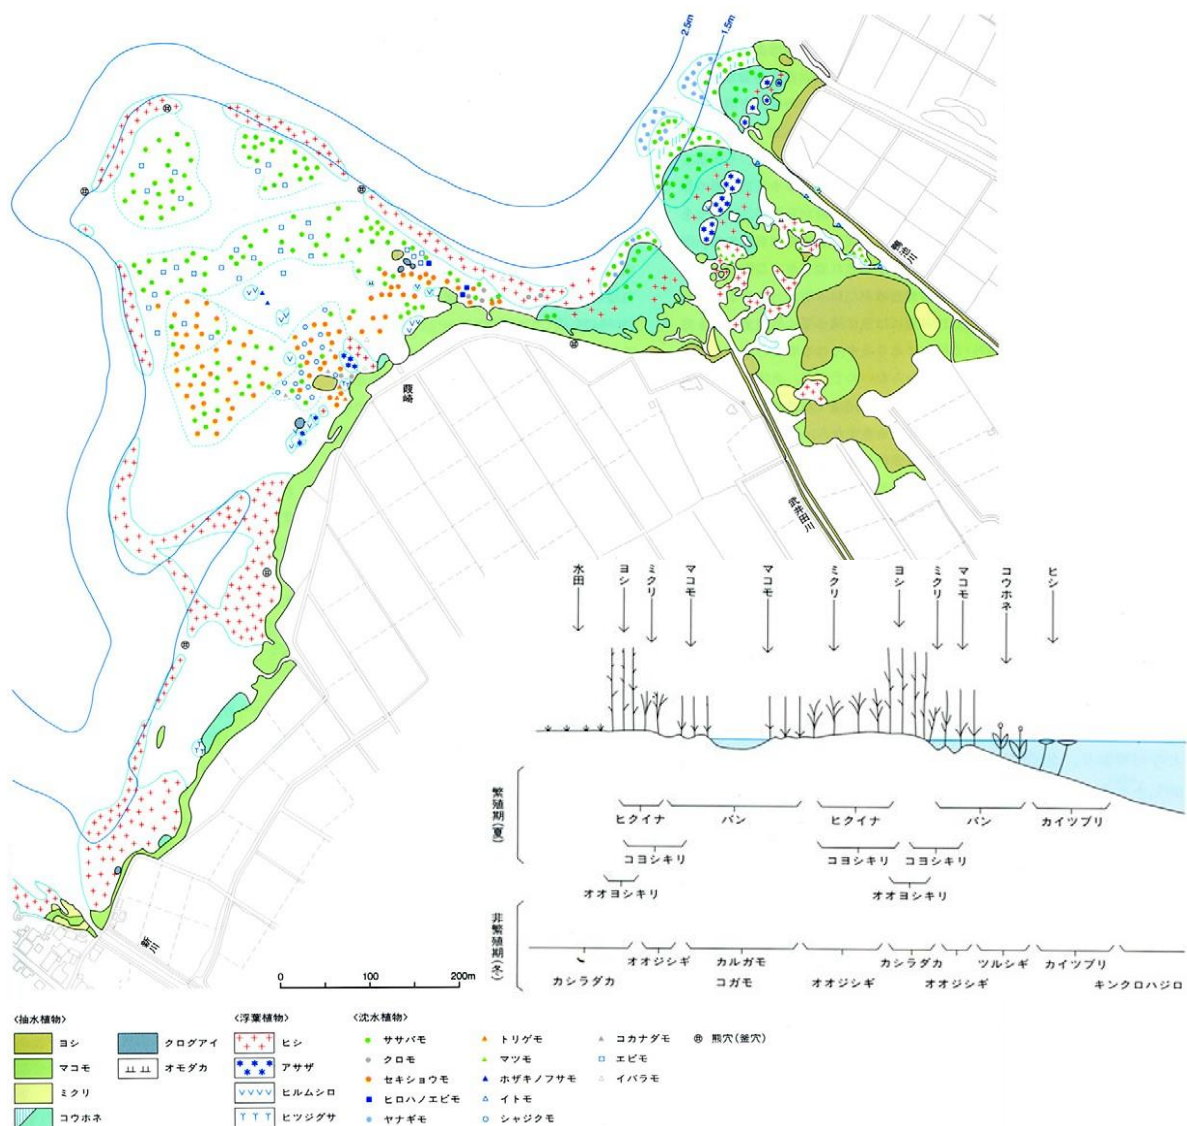 2.5m
1.5m
葭崎
武井田川
新川
0
100
200m
水田
ヨシ
ミクリ
マコモ
マコモ
ミクリ
ヨシ
ミクリ
マコモ
コウホネ
ヒシ
繁殖期(夏)
ヒクイナ
バン
ヒクイナ
バン
カイツブリ
コヨシキリ
コヨシキリ
コヨシキリ
オオヨシキリ
オオヨシキリ
非繁殖期(冬)
カシラダカ
オオジシギ
カルガモ
コガモ
オオジシギ
カシラダカ
オオジシギ
ツルシギ
カイツブリ
キンクロハジロ
〈抽水植物〉
ヨシ
マコモ
ミクリ
コウホネ
クログアイ
オモダカ
〈浮葉植物〉
ヒシ
アサザ
ヒルムシロ
ヒツジグサ
〈沈水植物〉
ササバモ
クロモ
セキショウモ
ヒロハノエビモ
ヤナギモ
トリゲモ
マツモ
ホザキノフサモ
イトモ
シャジクモ
コカナダモ
エビモ
イバラモ
熊穴(釜穴)